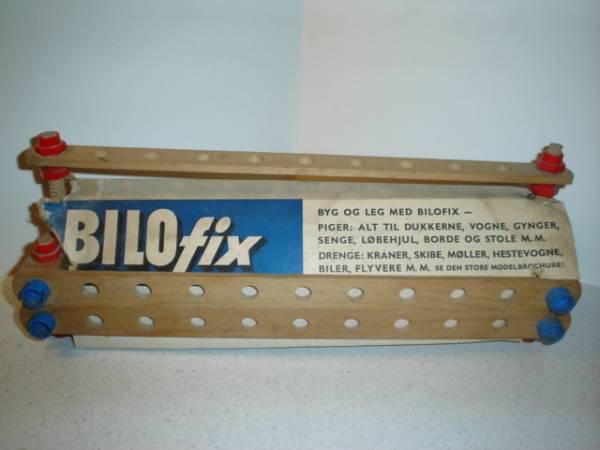 BILOfix
BYG OG LEG MED BILOFIX —
PIGER: ALT TIL DUKKERNE, VOGNE, GYNGER,
SENGE, LØBEHJUL, BORDE OG STOLE M.M.
DRENGE: KRANER, SKIBE, MØLLER, HESTEVOGNE,
BILER, FLYVERE M.M. SE DEN STORE MODELBROCHURE!